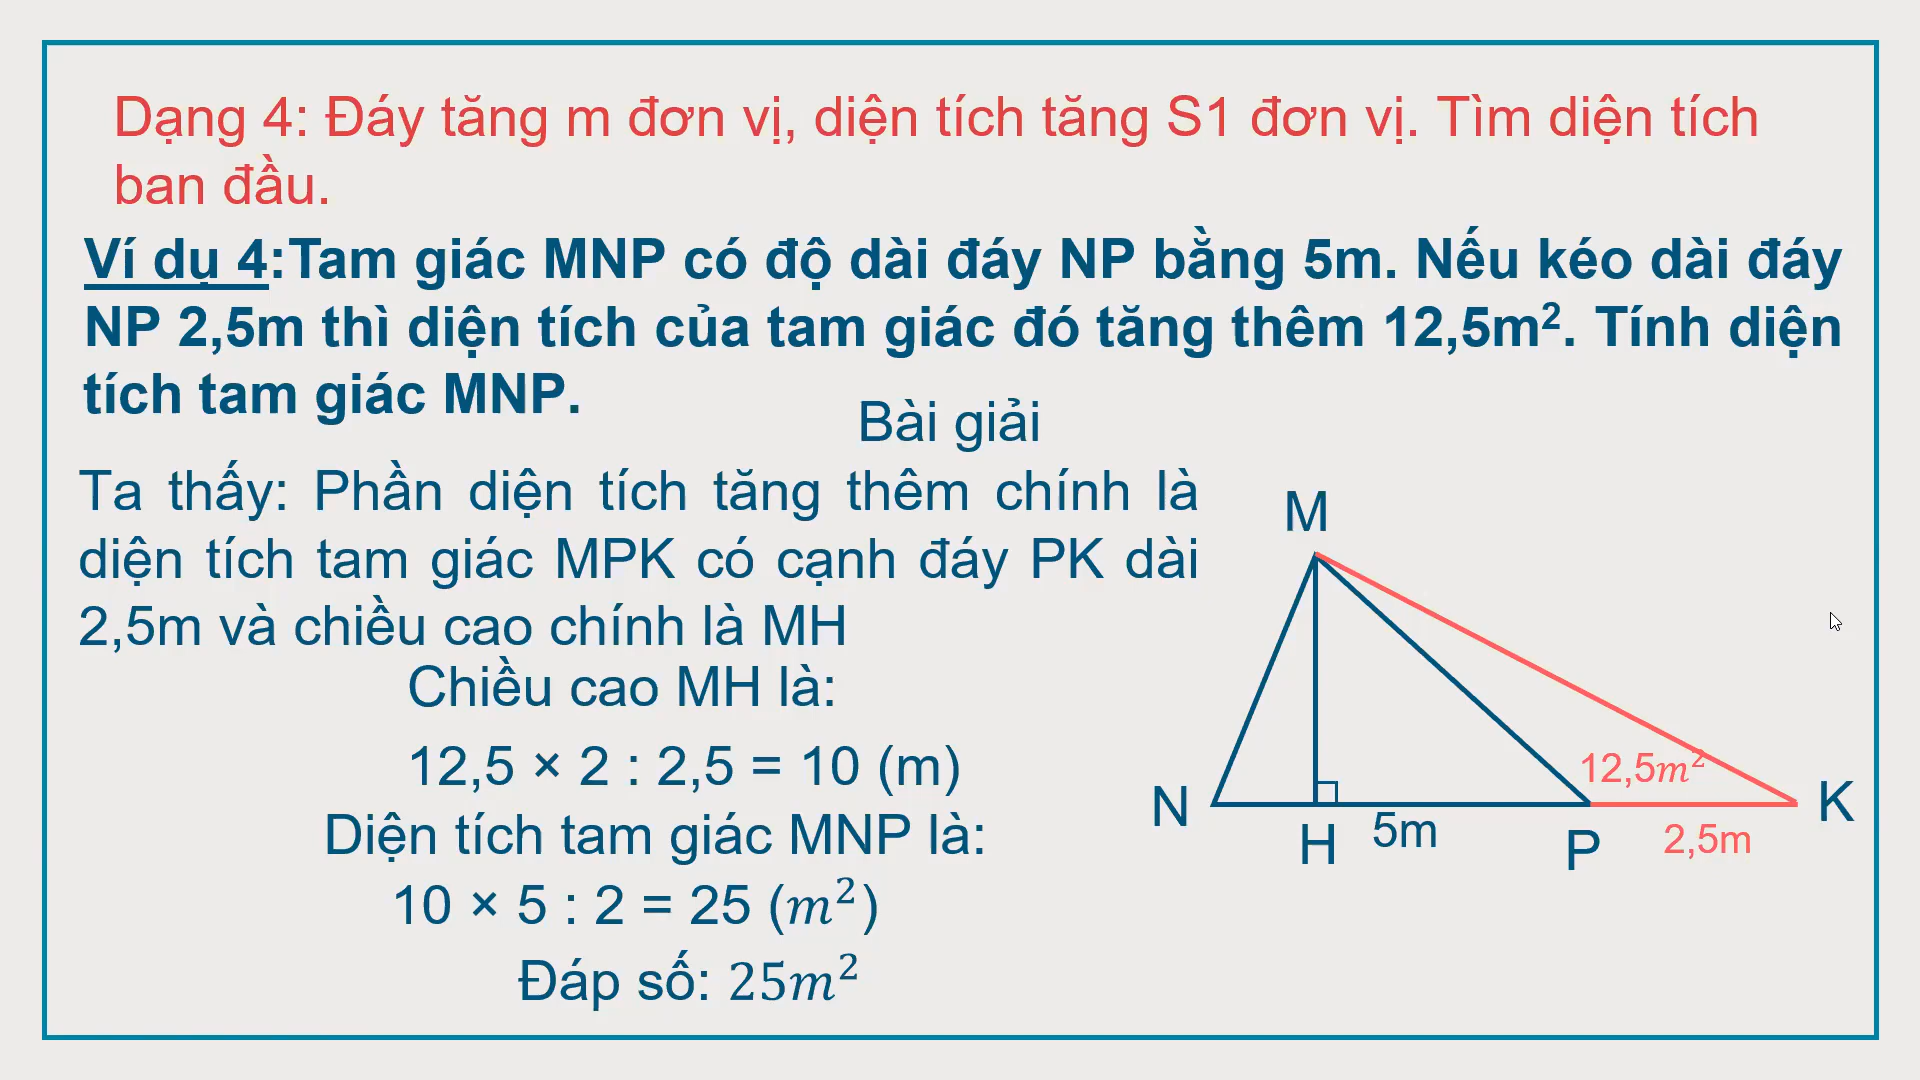 Dạng 4: Đáy tăng m đơn vị, diện tích tăng S1 đơn vị. Tìm diện tích
ban đầu.
Ví dụ 4:Tam giác MNP có độ dài đáy NP bằng 5m. Nếu kéo dài đáy
NP 2,5m thì diện tích của tam giác đó tăng thêm 12,5m². Tính diện
tích tam giác MNP.
Bài giải
Ta thấy: Phần diện tích tăng thêm chính là
diện tích tam giác MPK có cạnh đáy PK dài
2,5m và chiều cao chính là MH
Chiều cao MH là:
12,5 × 2 : 2,5 = 10 (m)
Diện tích tam giác MNP là:
10 × 5 : 2 = 25 (m²)
Đáp số: 25m²
M
12,5m²
N
K
H
5m
P
2,5m